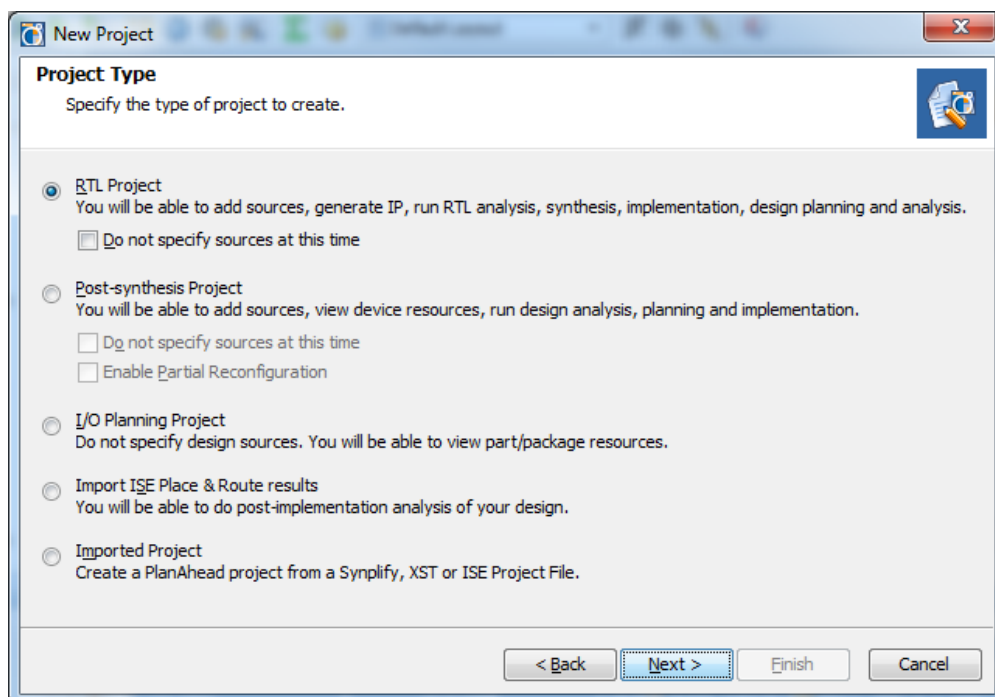 New Project
Default Layout
Project Type
Specify the type of project to create.
RTL Project
You will be able to add sources, generate IP, run RTL analysis, synthesis, implementation, design planning and analysis.
Do not specify sources at this time
Post-synthesis Project
You will be able to add sources, view device resources, run design analysis, planning and implementation.
Do not specify sources at this time
Enable Partial Reconfiguration
I/O Planning Project
Do not specify design sources. You will be able to view part/package resources.
Import ISE Place & Route results
You will be able to do post-implementation analysis of your design.
Imported Project
Create a PlanAhead project from a Synplify, XST or ISE Project File.
< Back Next > Finish Cancel